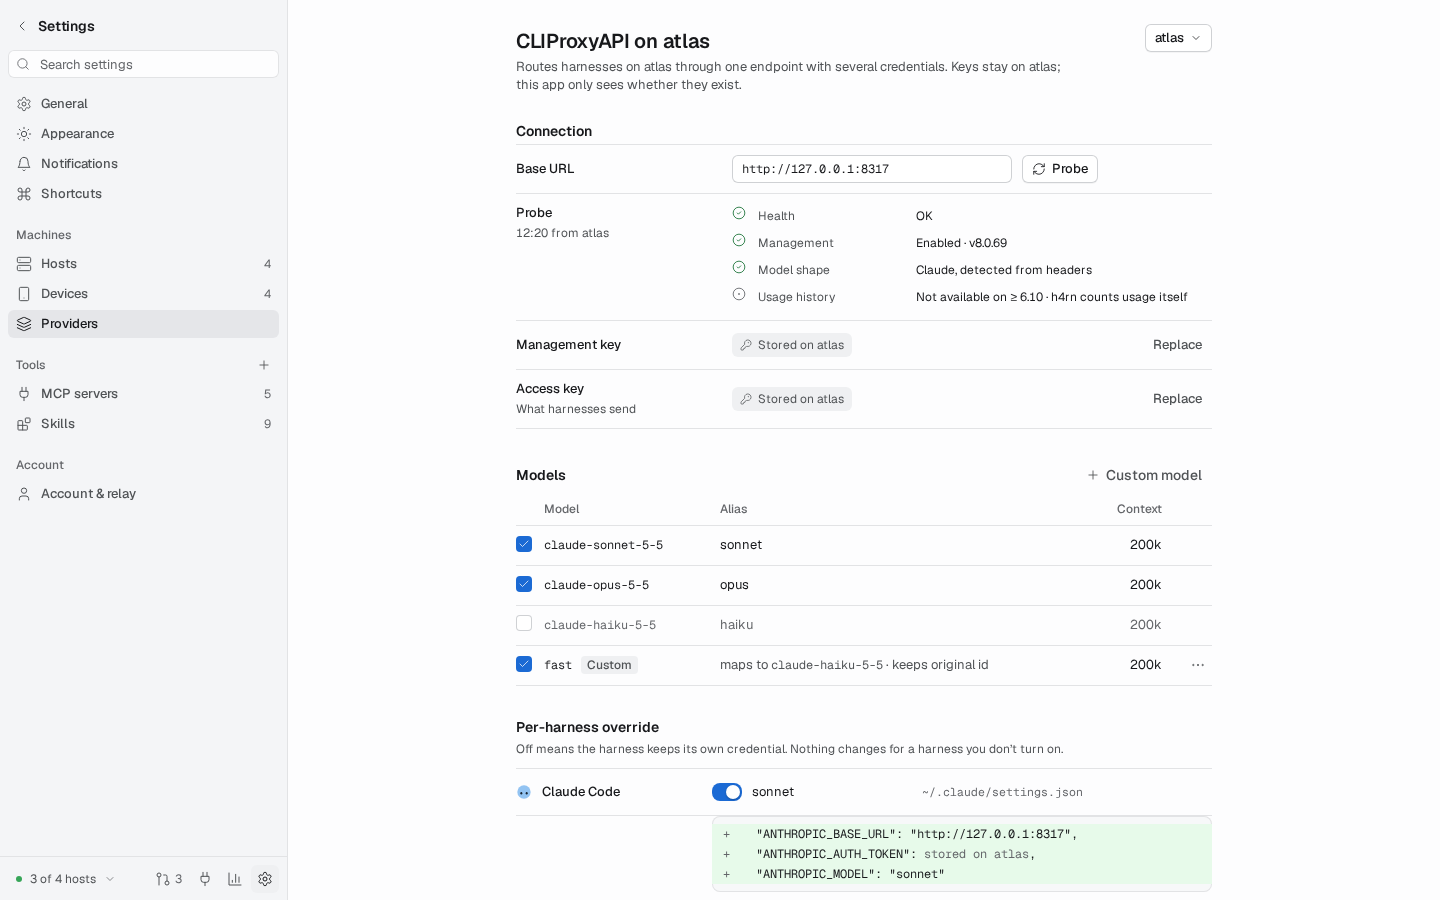 Settings
Search settings
General
Appearance
Notifications
Shortcuts
Machines
Hosts 4
Devices 4
Providers
Tools
MCP servers 5
Skills 9
Account
Account & relay
3 of 4 hosts
3
CLIProxyAPI on atlas
atlas
Routes harnesses on atlas through one endpoint with several credentials. Keys stay on atlas;
this app only sees whether they exist.
Connection
Base URL http://127.0.0.1:8317 Probe
Probe
12:20 from atlas
Health OK
Management Enabled · v8.0.69
Model shape Claude, detected from headers
Usage history Not available on ≥ 6.10 · h4rn counts usage itself
Management key Stored on atlas Replace
Access key
What harnesses send
Stored on atlas Replace
Models + Custom model
Model Alias Context
claude-sonnet-5-5 sonnet 200k
claude-opus-5-5 opus 200k
claude-haiku-5-5 haiku 200k
fast Custom maps to claude-haiku-5-5 · keeps original id 200k ···
Per-harness override
Off means the harness keeps its own credential. Nothing changes for a harness you don't turn on.
Claude Code sonnet ~/.claude/settings.json
+ "ANTHROPIC_BASE_URL": "http://127.0.0.1:8317",
+ "ANTHROPIC_AUTH_TOKEN": stored on atlas,
+ "ANTHROPIC_MODEL": "sonnet"